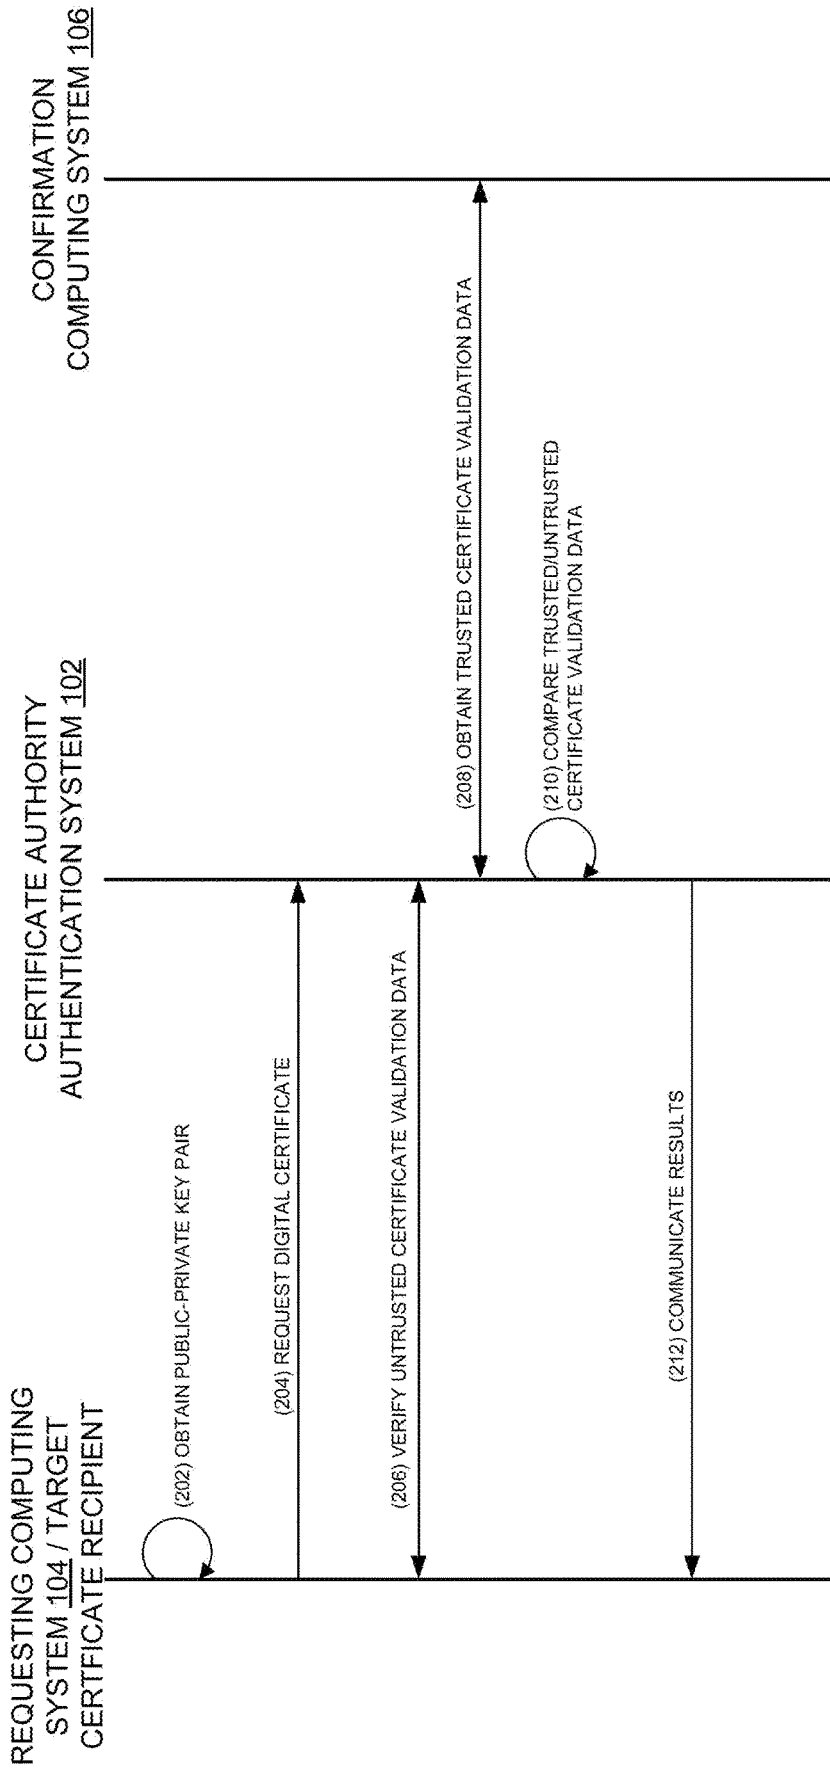 REQUESTING COMPUTING
SYSTEM 104 / TARGET
CERTFICATE RECIPIENT
CERTIFICATE AUTHORITY
AUTHENTICATION SYSTEM 102
CONFIRMATION
COMPUTING SYSTEM 106
(202) OBTAIN PUBLIC-PRIVATE KEY PAIR
(204) REQUEST DIGITAL CERTIFICATE
(206) VERIFY UNTRUSTED CERTIFICATE VALIDATION DATA
(208) OBTAIN TRUSTED CERTIFICATE VALIDATION DATA
(210) COMPARE TRUSTED/UNTRUSTED
CERTIFICATE VALIDATION DATA
(212) COMMUNICATE RESULTS